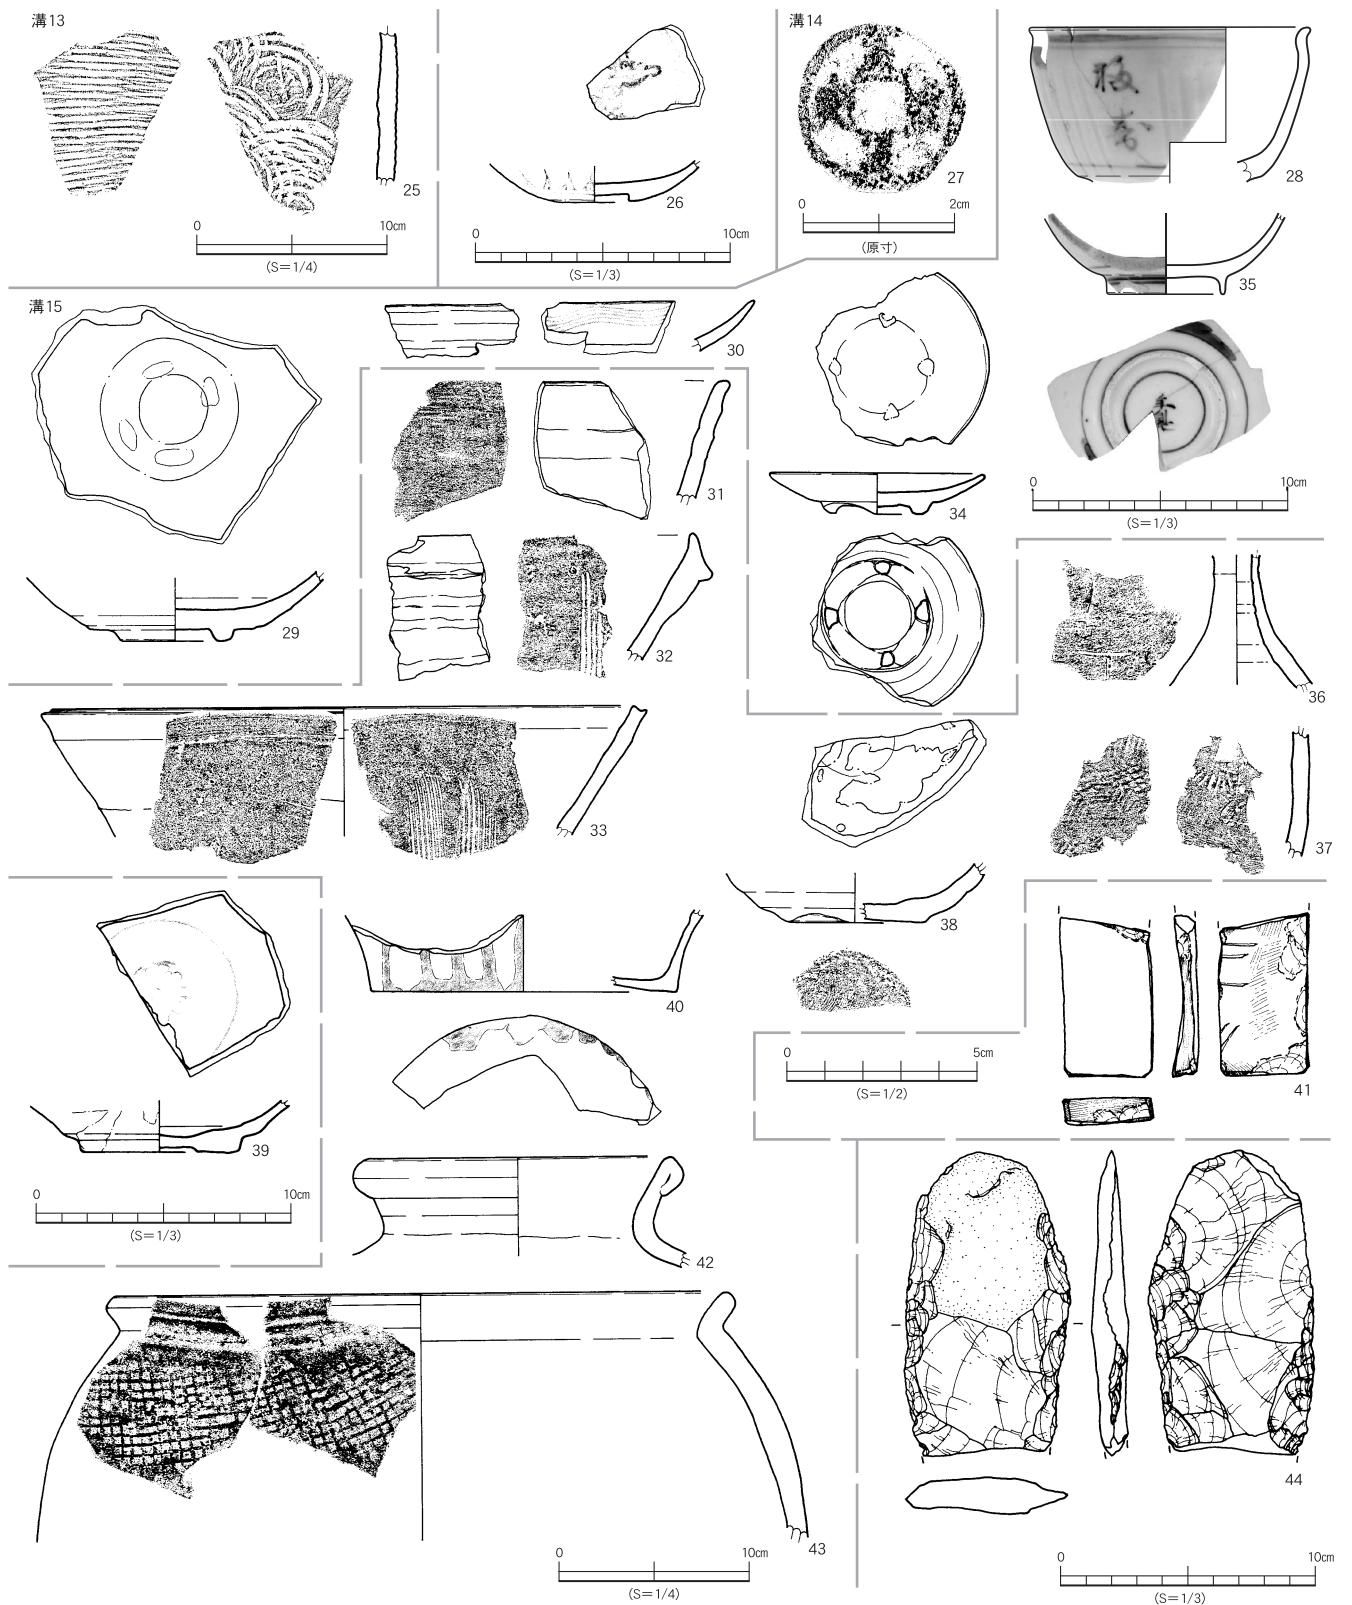 溝13
25
0 10cm
(S=1/4)
26
0 10cm
(S=1/3)
溝14
27
0 2cm
(原寸)
28
35
0 10cm
(S=1/3)
溝15
29
30
31
32
34
33
36
37
38
0 5cm
(S=1/2)
41
39
0 10cm
(S=1/3)
40
42
43
0 10cm
(S=1/4)
44
0 10cm
(S=1/3)